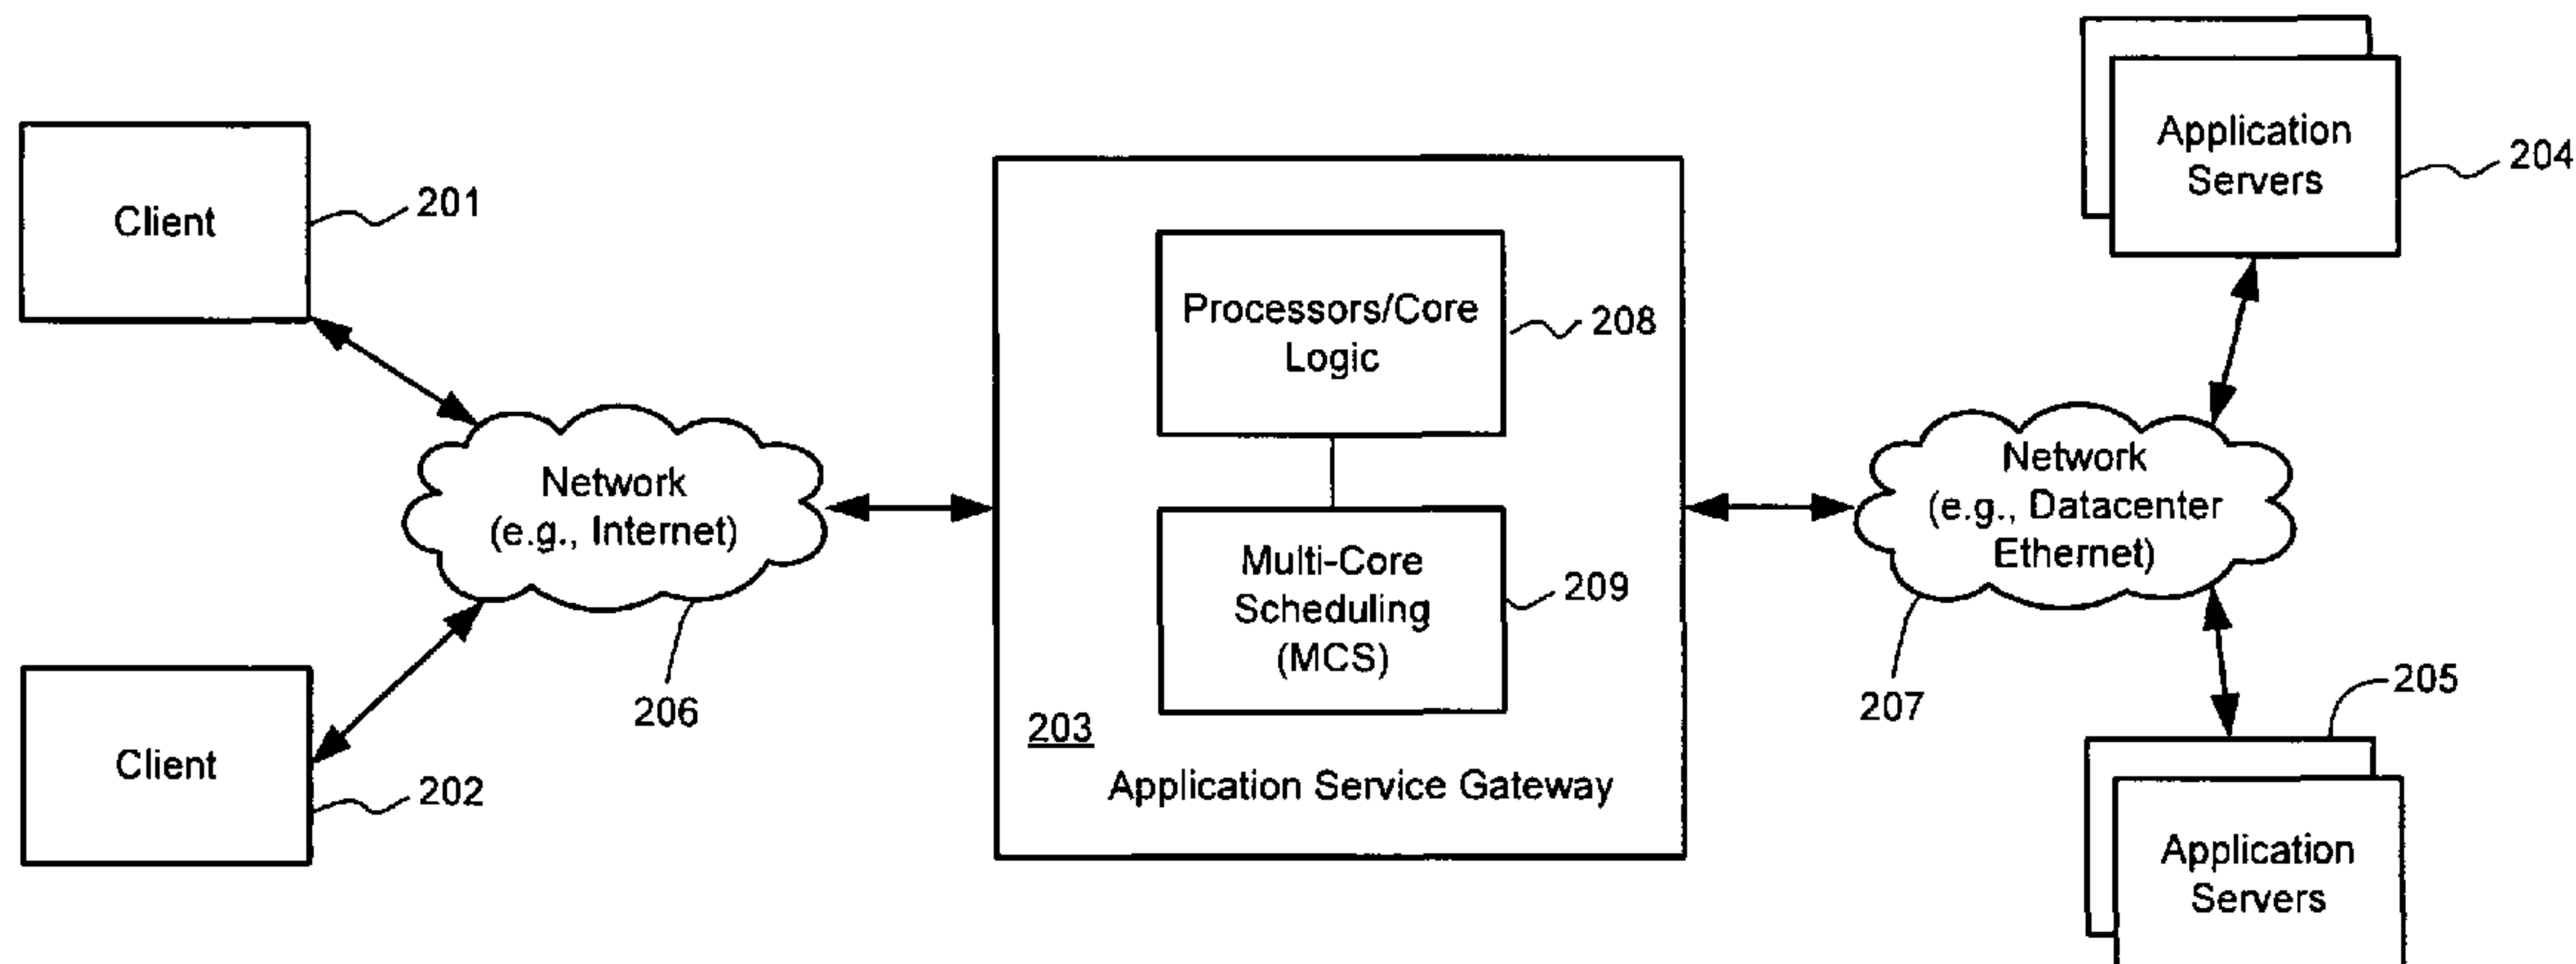 Client
201
Client
202
Network
(e.g., Internet)
206
Processors/Core
Logic
208
Multi-Core
Scheduling
(MCS)
209
203
Application Service Gateway
Network
(e.g., Datacenter
Ethernet)
207
Application
Servers
204
205
Application
Servers